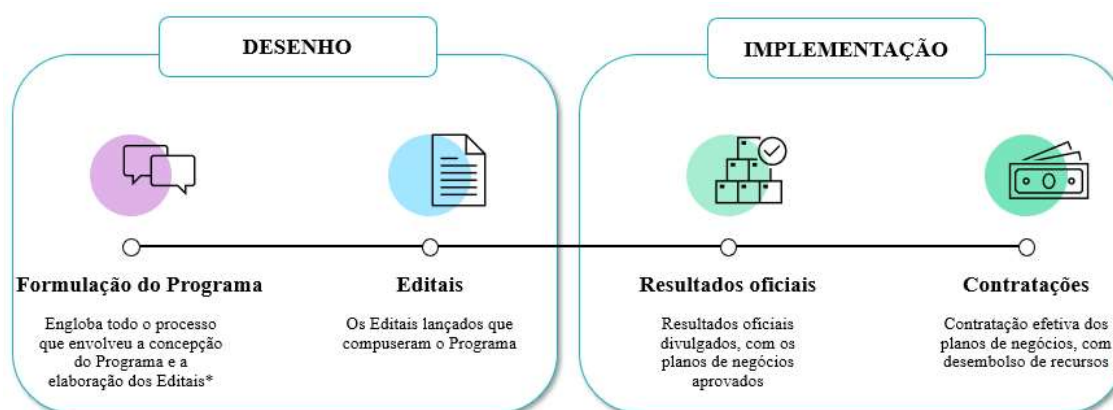 DESENHO
IMPLEMENTAÇÃO
Formulação do Programa
Engloba todo o processo
que envolveu a concepção
do Programa e a
elaboração dos Editais*
Editais
Os Editais lançados que
compuseram o Programa
Resultados oficiais
Resultados oficiais
divulgados, com os
planos de negócios
aprovados
Contratações
Contratação efetiva dos
planos de negócios, com
desembolso de recursos